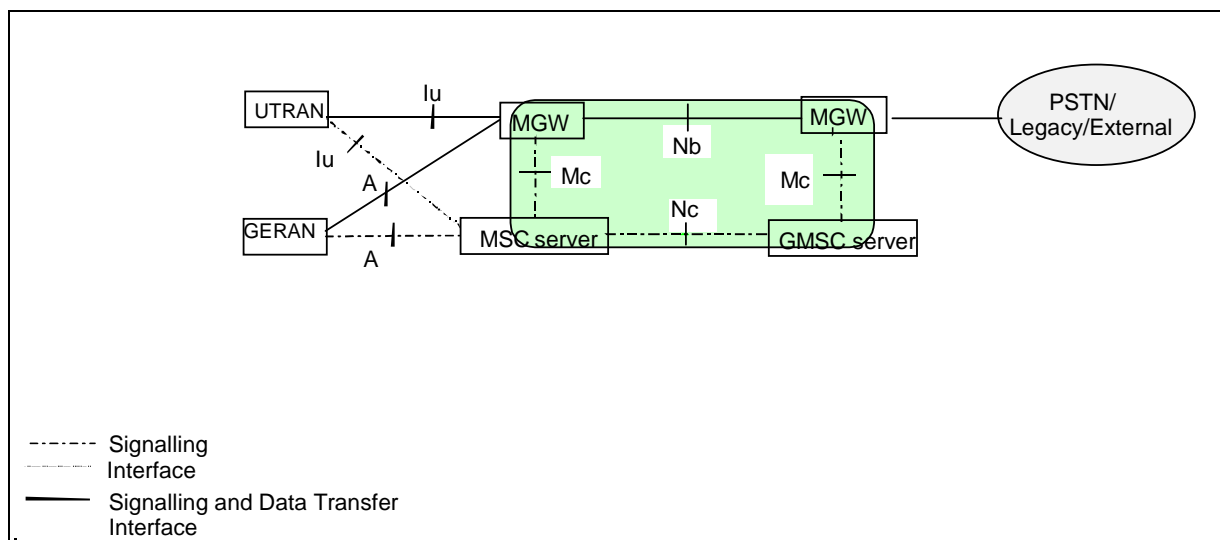 Iu
UTRAN
MGW
MGW
PSTN/
Legacy/External
Iu
Nb
A
Mc
Mc
GERAN
Nc
MSC server
GMSC server
A
Signalling
Interface
Signalling and Data Transfer
Interface